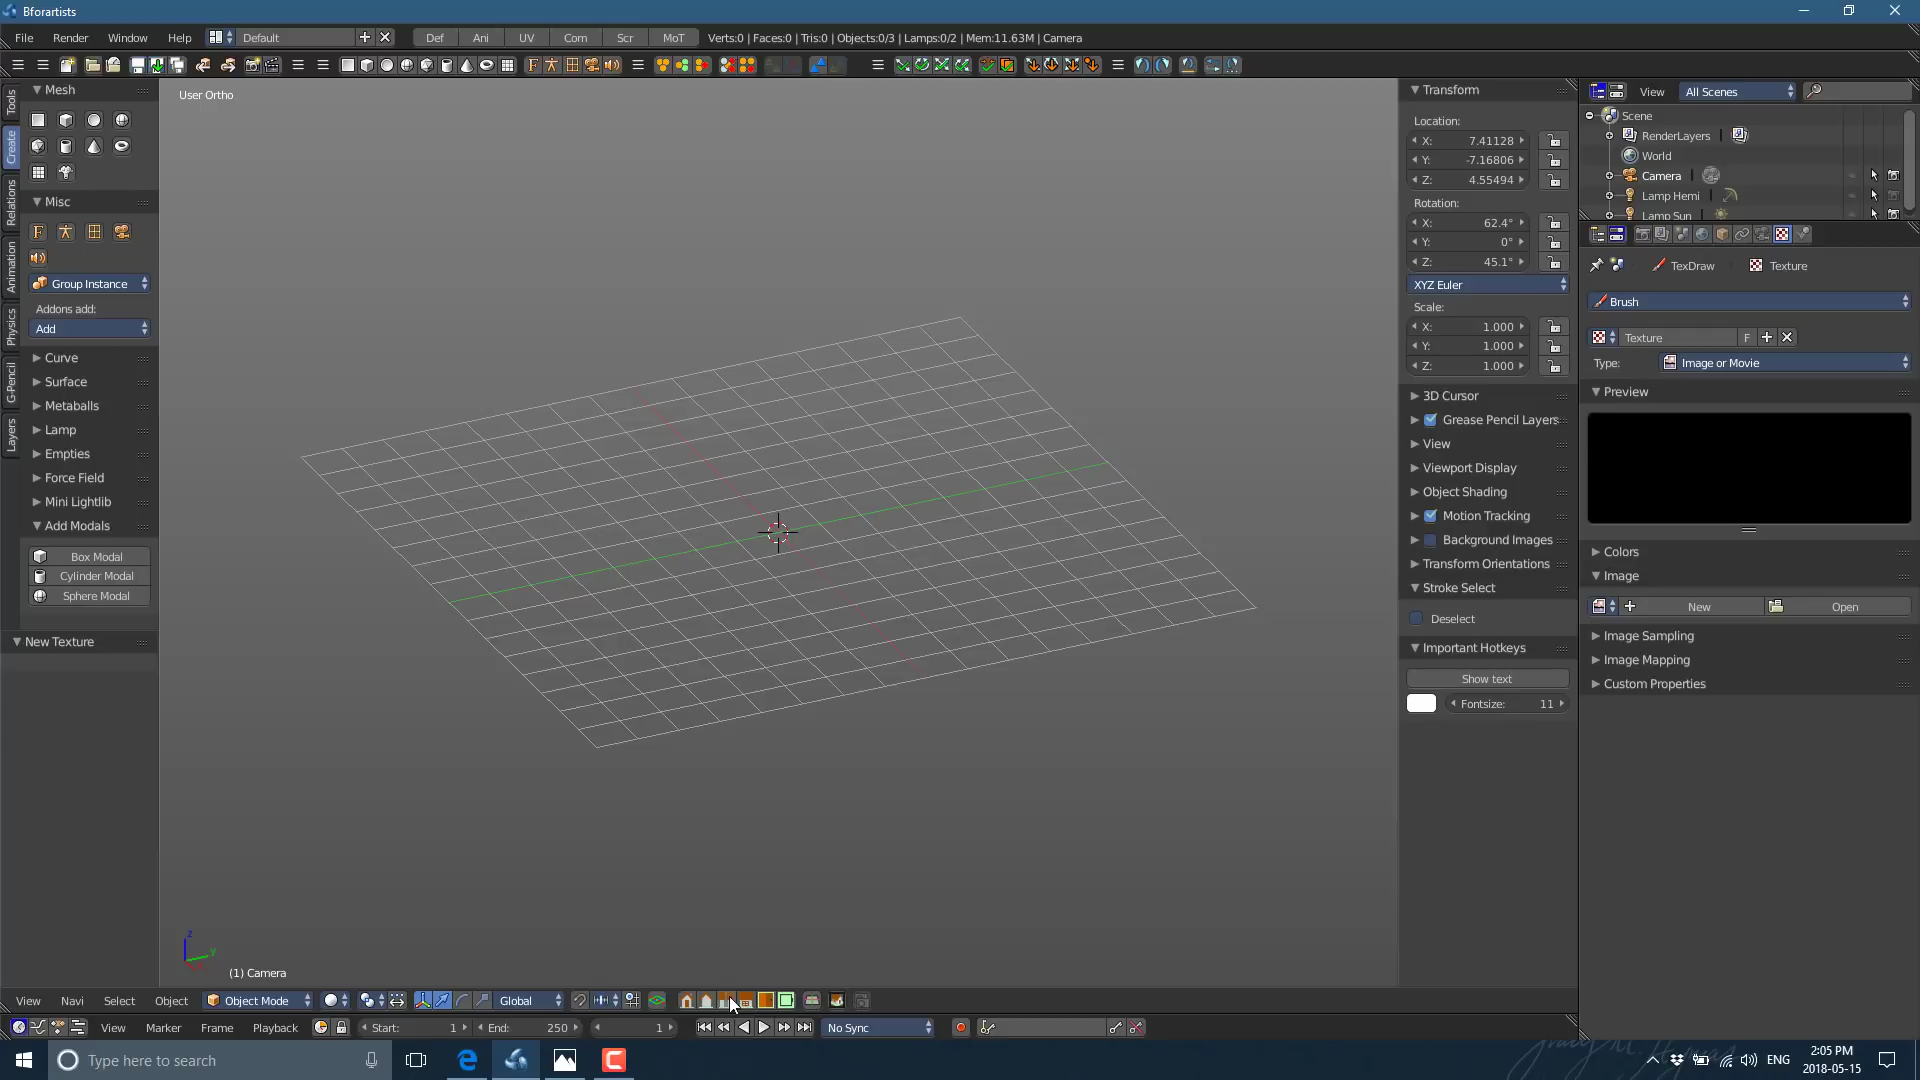 Bforartists
File Render Window Help Default Def Ani UV Com Scr MoT Verts:0 | Faces:0 | Tris:0 | Objects:0/3 | Lamps:0/2 | Mem:11.63M | Camera
Tools
Create
Relations
Animation
Physics
G-Pencil
Layers
Mesh
Misc
Group Instance
Addons add:
Add
Curve
Surface
Metaballs
Lamp
Empties
Force Field
Mini Lightlib
Add Modals
Box Modal
Cylinder Modal
Sphere Modal
New Texture
User Ortho
z
y
(1) Camera
Transform
Location:
X: 7.41128
Y: -7.16806
Z: 4.55494
Rotation:
X: 62.4°
Y: 0°
Z: 45.1°
XYZ Euler
Scale:
X: 1.000
Y: 1.000
Z: 1.000
3D Cursor
Grease Pencil Layers
View
Viewport Display
Object Shading
Motion Tracking
Background Images
Transform Orientations
Stroke Select
Deselect
Important Hotkeys
Show text
Fontsize: 11
View All Scenes
Scene
RenderLayers
World
Camera
Lamp Hemi
Lamp Sun
TexDraw Texture
Brush
Texture F
Type: Image or Movie
Preview
Colors
Image
New Open
Image Sampling
Image Mapping
Custom Properties
View Navi Select Object Object Mode Global
View Marker Frame Playback Start: 1 End: 250 1 No Sync
Type here to search
ENG
2:05 PM
2018-05-15